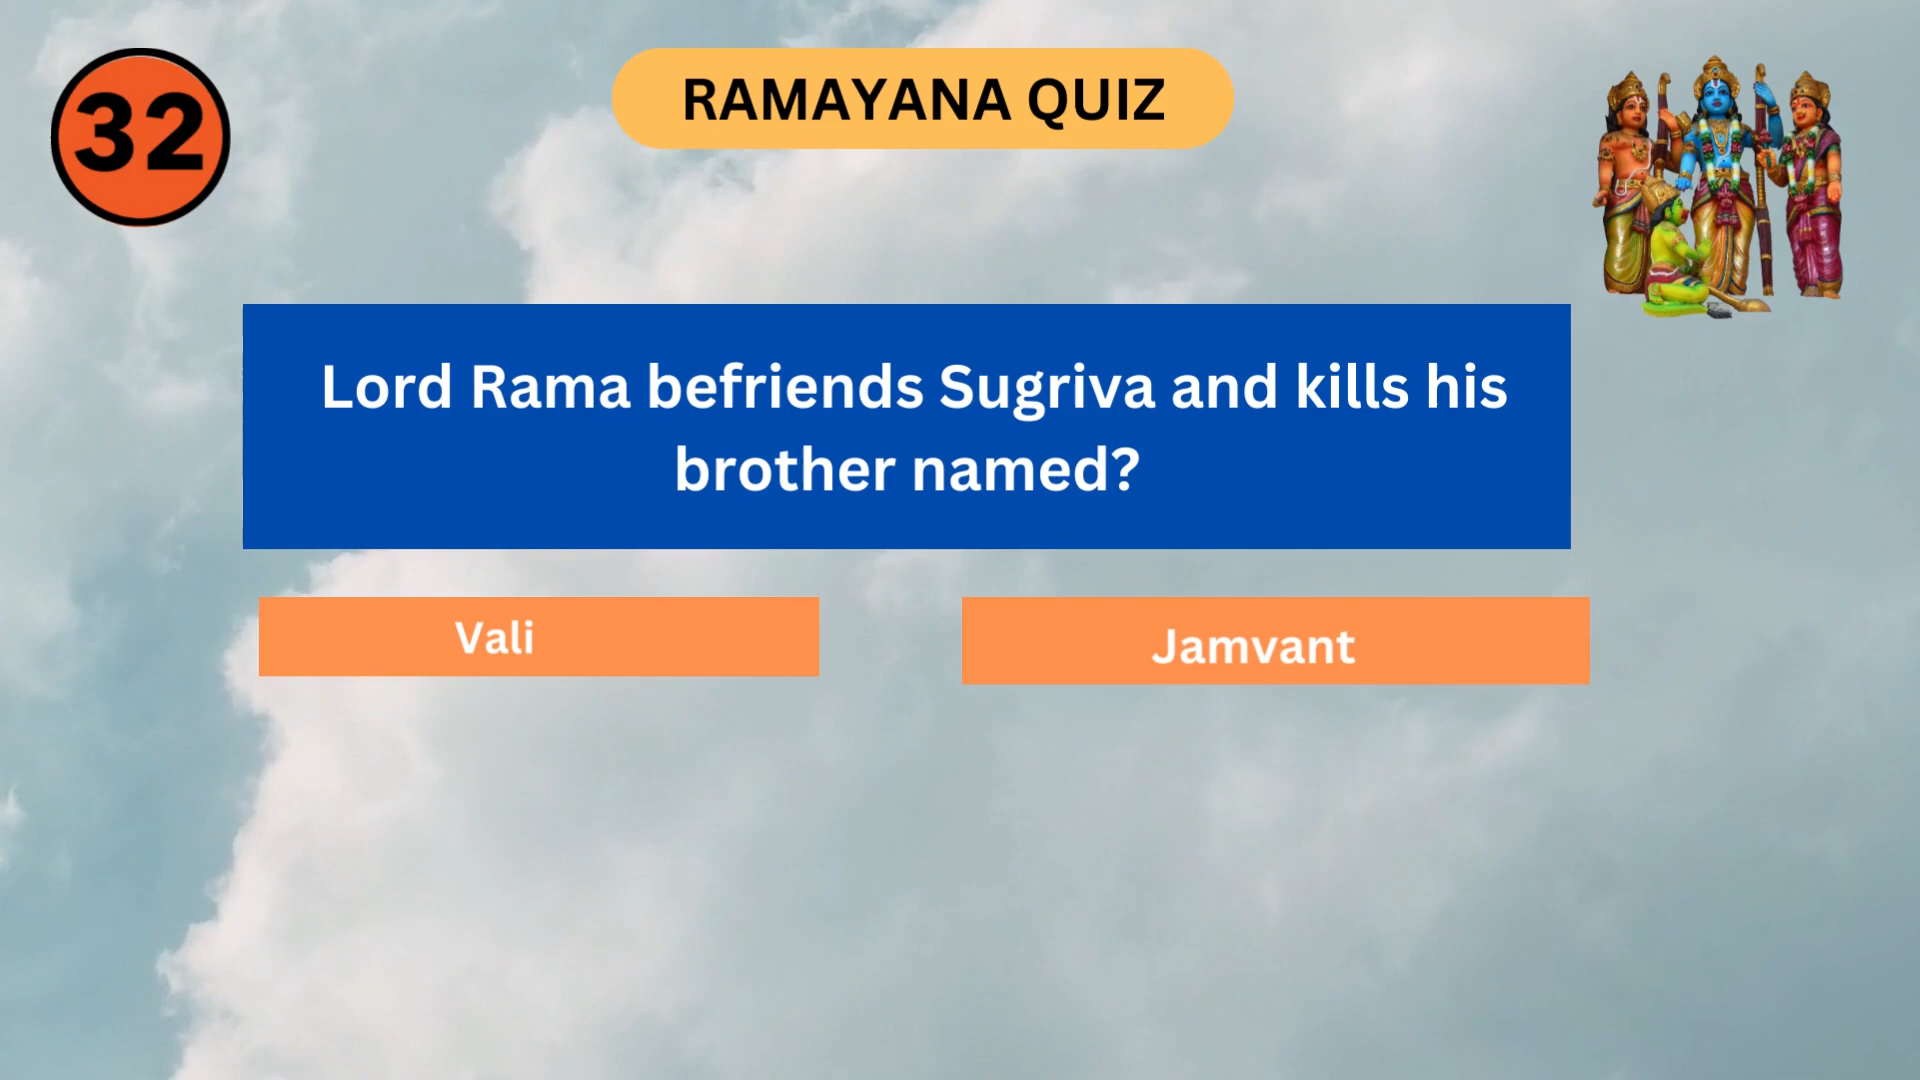 32
RAMAYANA QUIZ
Lord Rama befriends Sugriva and kills his
brother named?
Vali
Jamvant